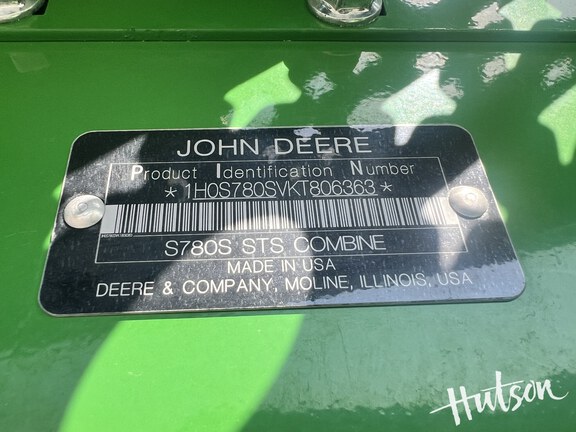 JOHN DEERE
Product Identification Number
*1H0S780SVKT806363*
S780S STS COMBINE
MADE IN USA
DEERE & COMPANY, MOLINE, ILLINOIS, USA
Hutson